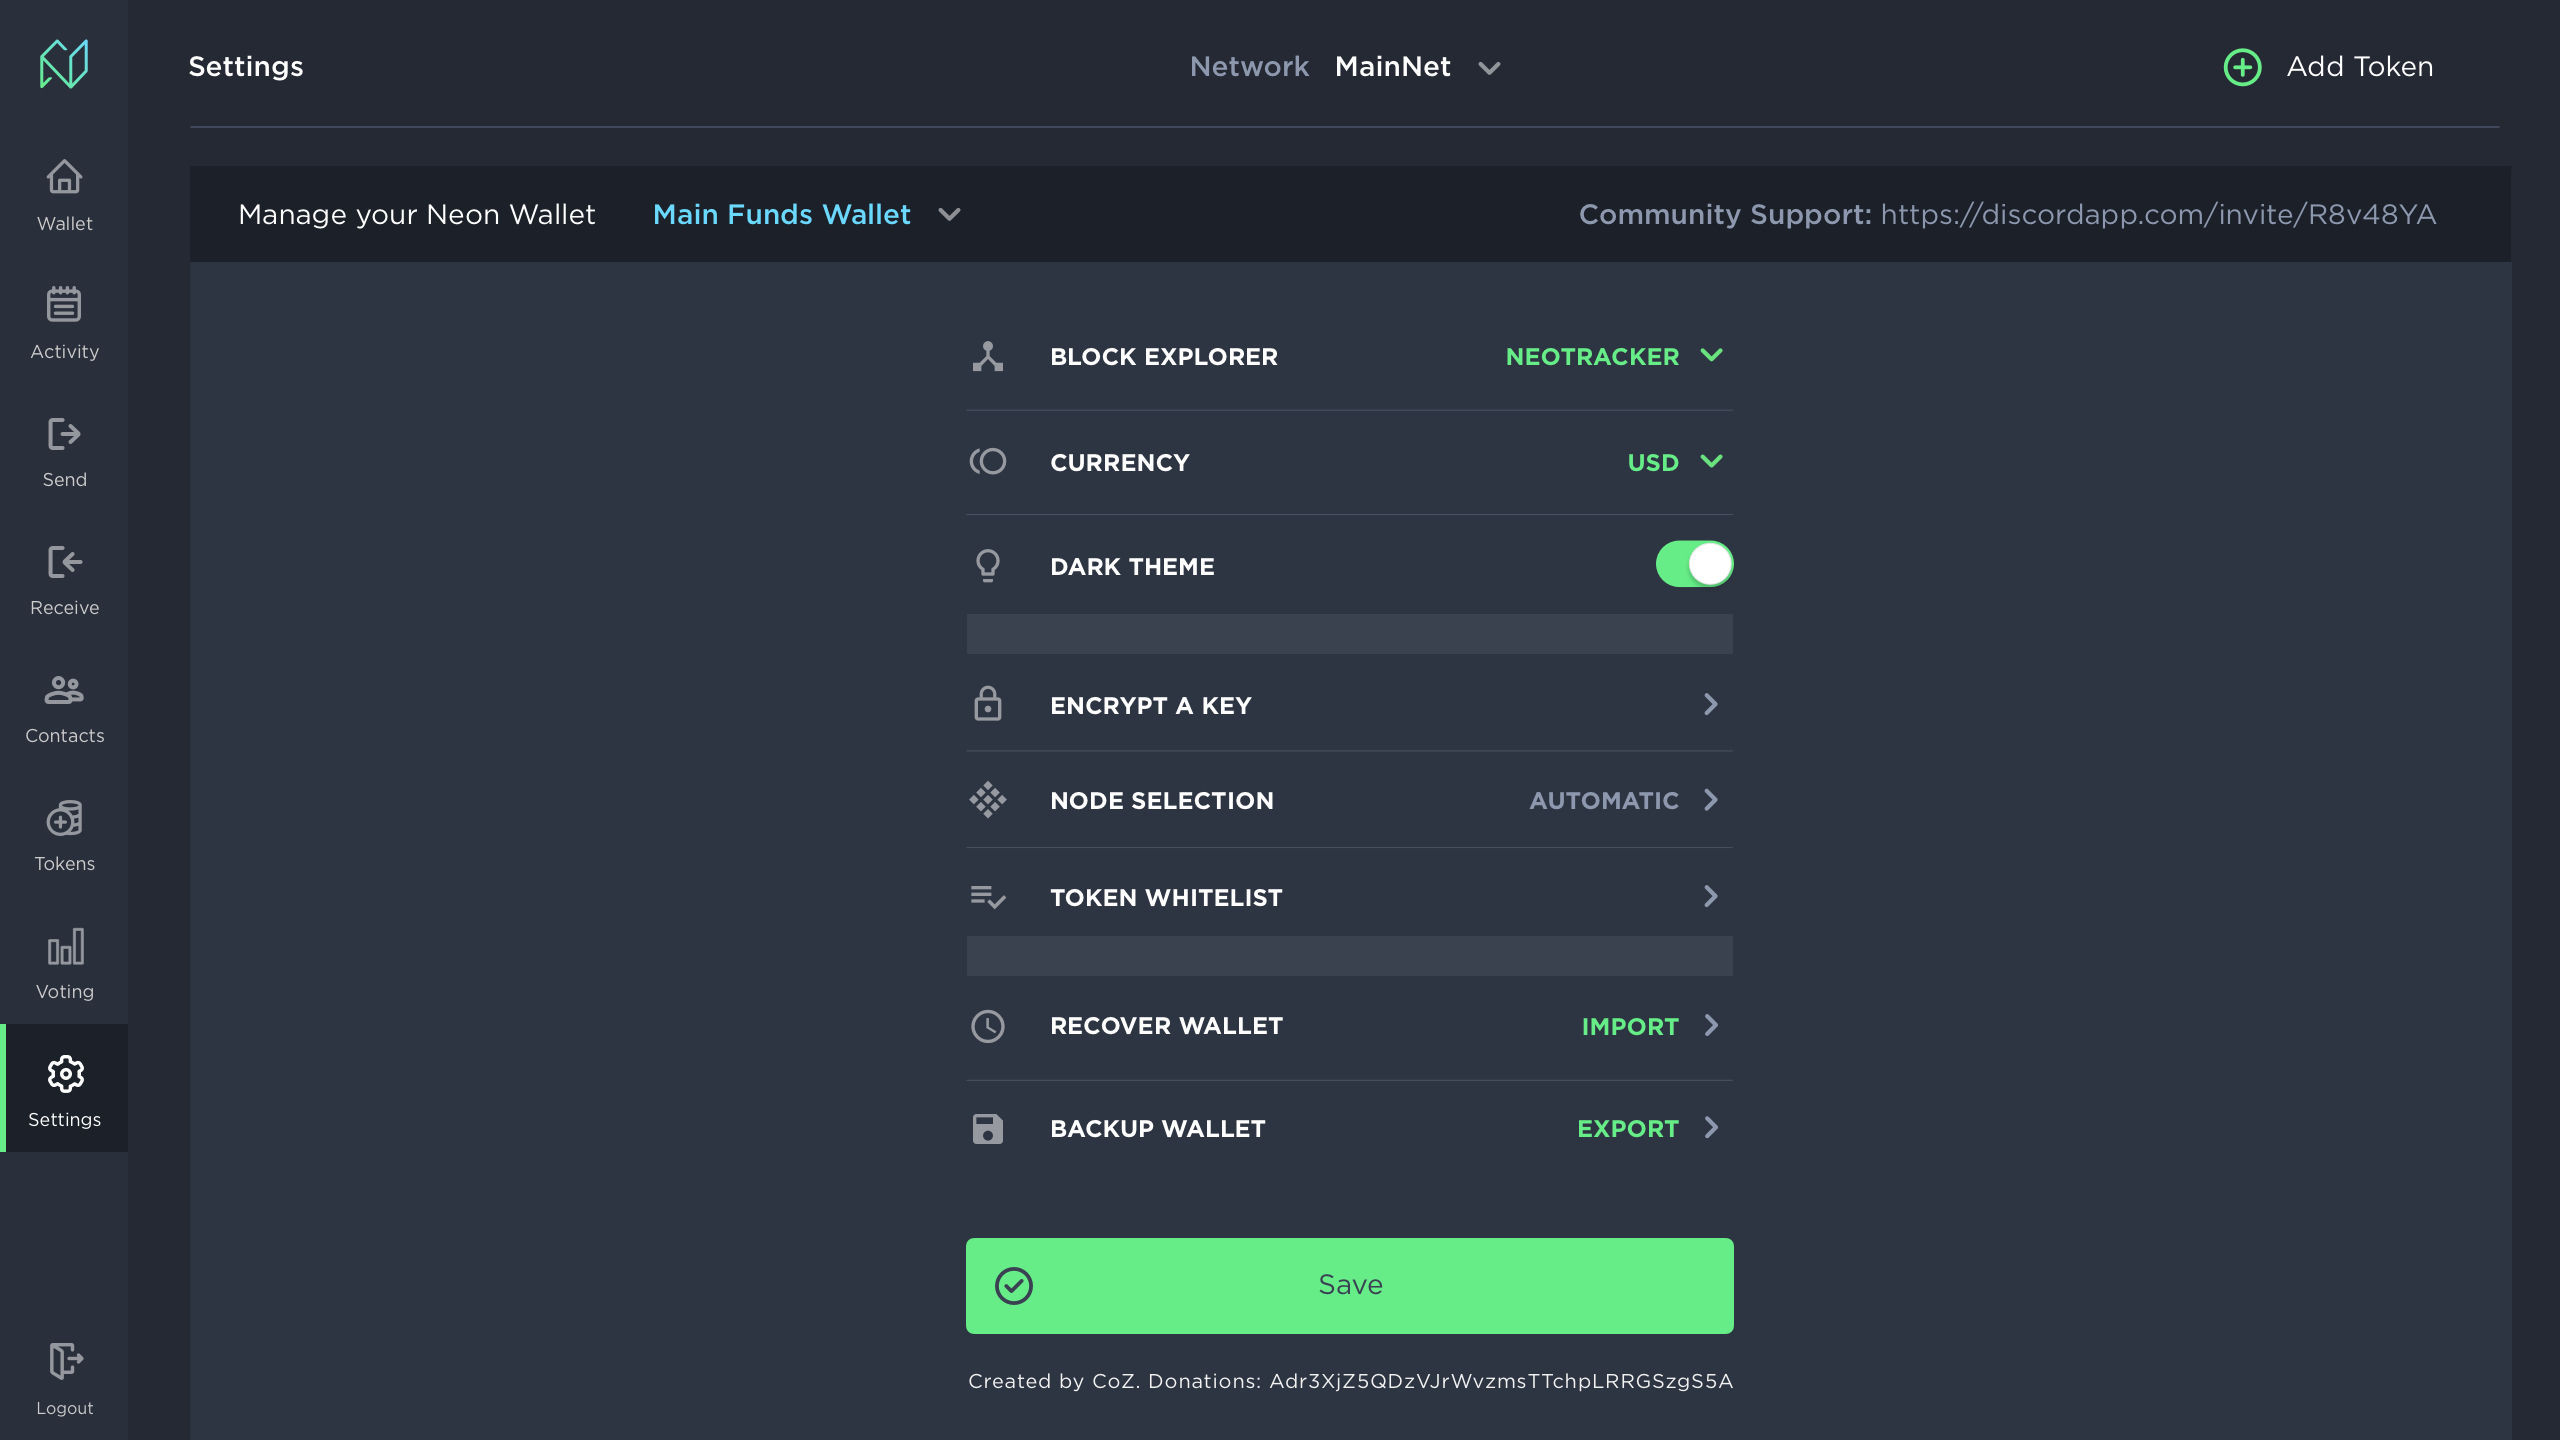 Settings
Network MainNet
Add Token
Wallet
Activity
Send
Receive
Contacts
Tokens
Voting
Settings
Logout
Manage your Neon Wallet Main Funds Wallet
Community Support: https://discordapp.com/invite/R8v48YA
BLOCK EXPLORER NEOTRACKER
CURRENCY USD
DARK THEME
ENCRYPT A KEY
NODE SELECTION AUTOMATIC
TOKEN WHITELIST
RECOVER WALLET IMPORT
BACKUP WALLET EXPORT
Save
Created by CoZ. Donations: Adr3XjZ5QDzVJrWvzmsTTchpLRRGSzgS5A